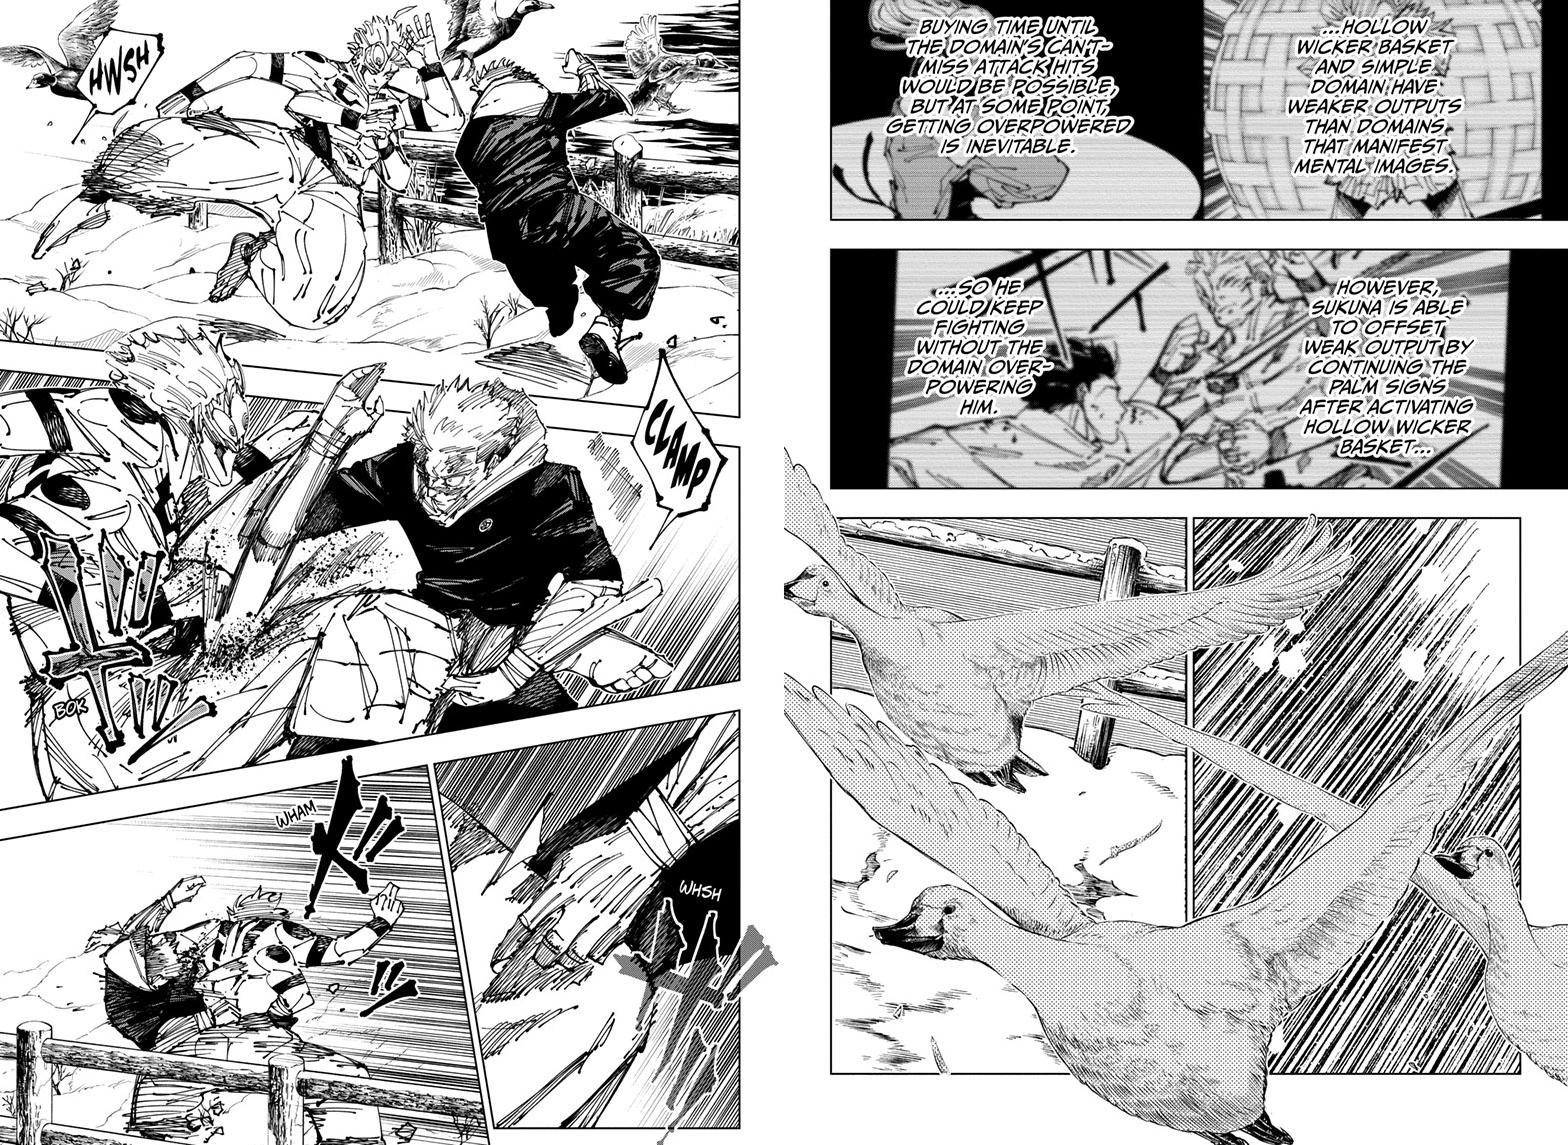 ...HOLLOW
WICKER BASKET
AND SIMPLE
DOMAIN HAVE
WEAKER OUTPUTS
THAN DOMAINS
THAT MANIFEST
MENTAL IMAGES.
BUYING TIME UNTIL
THE DOMAIN'S CAN'T-
MISS ATTACK HITS
WOULD BE POSSIBLE,
BUT AT SOME POINT,
GETTING OVERPOWERED
IS INEVITABLE.
HOWEVER,
SUKUNA IS ABLE
TO OFFSET
WEAK OUTPUT BY
CONTINUING THE
PALM SIGNS
AFTER ACTIVATING
HOLLOW WICKER
BASKET...
...SO HE
COULD KEEP
FIGHTING
WITHOUT THE
DOMAIN OVER-
POWERING
HIM.
HWSH
CLAMP
BOK
WHSH
WHAM